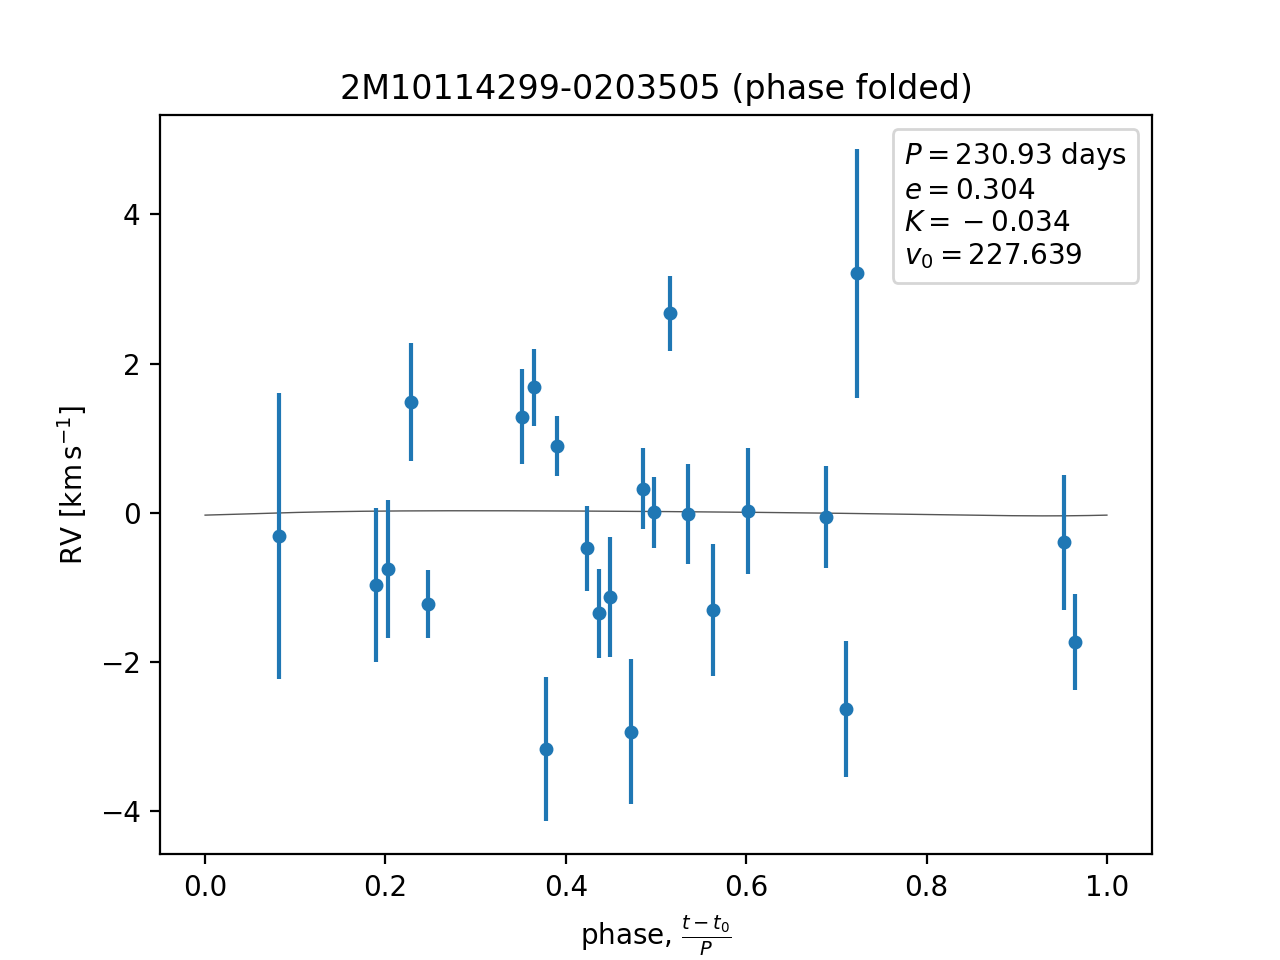 2M10114299-0203505 (phase folded)
P = 230.93 days
e = 0.304
K = −0.034
v₀ = 227.639
RV [km s⁻¹]
4
2
0
−2
−4
0.0 0.2 0.4 0.6 0.8 1.0
phase, (t − t₀)/P